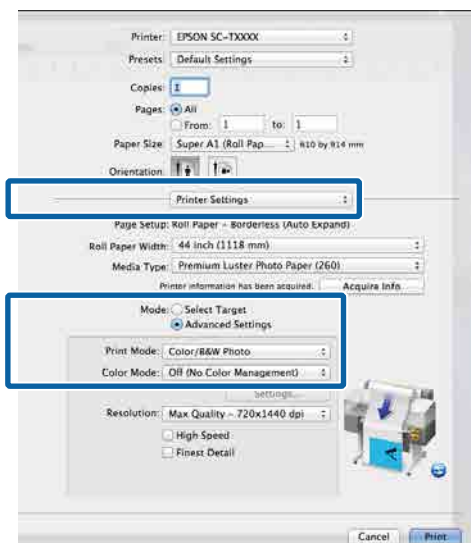 Printer: EPSON SC-TXXXX
Presets: Default Settings
Copies: 1
Pages: All
From: 1 to: 1
Paper Size: Super A1 (Roll Pap... 610 by 914 mm
Orientation:
Printer Settings
Page Setup: Roll Paper - Borderless (Auto Expand)
Roll Paper Width: 44 inch (1118 mm)
Media Type: Premium Luster Photo Paper (260)
Printer information has been acquired. Acquire Info
Mode: Select Target
Advanced Settings
Print Mode: Color/B&W Photo
Color Mode: Off (No Color Management)
Settings...
Resolution: Max Quality - 720x1440 dpi
High Speed
Finest Detail
A
Cancel Print